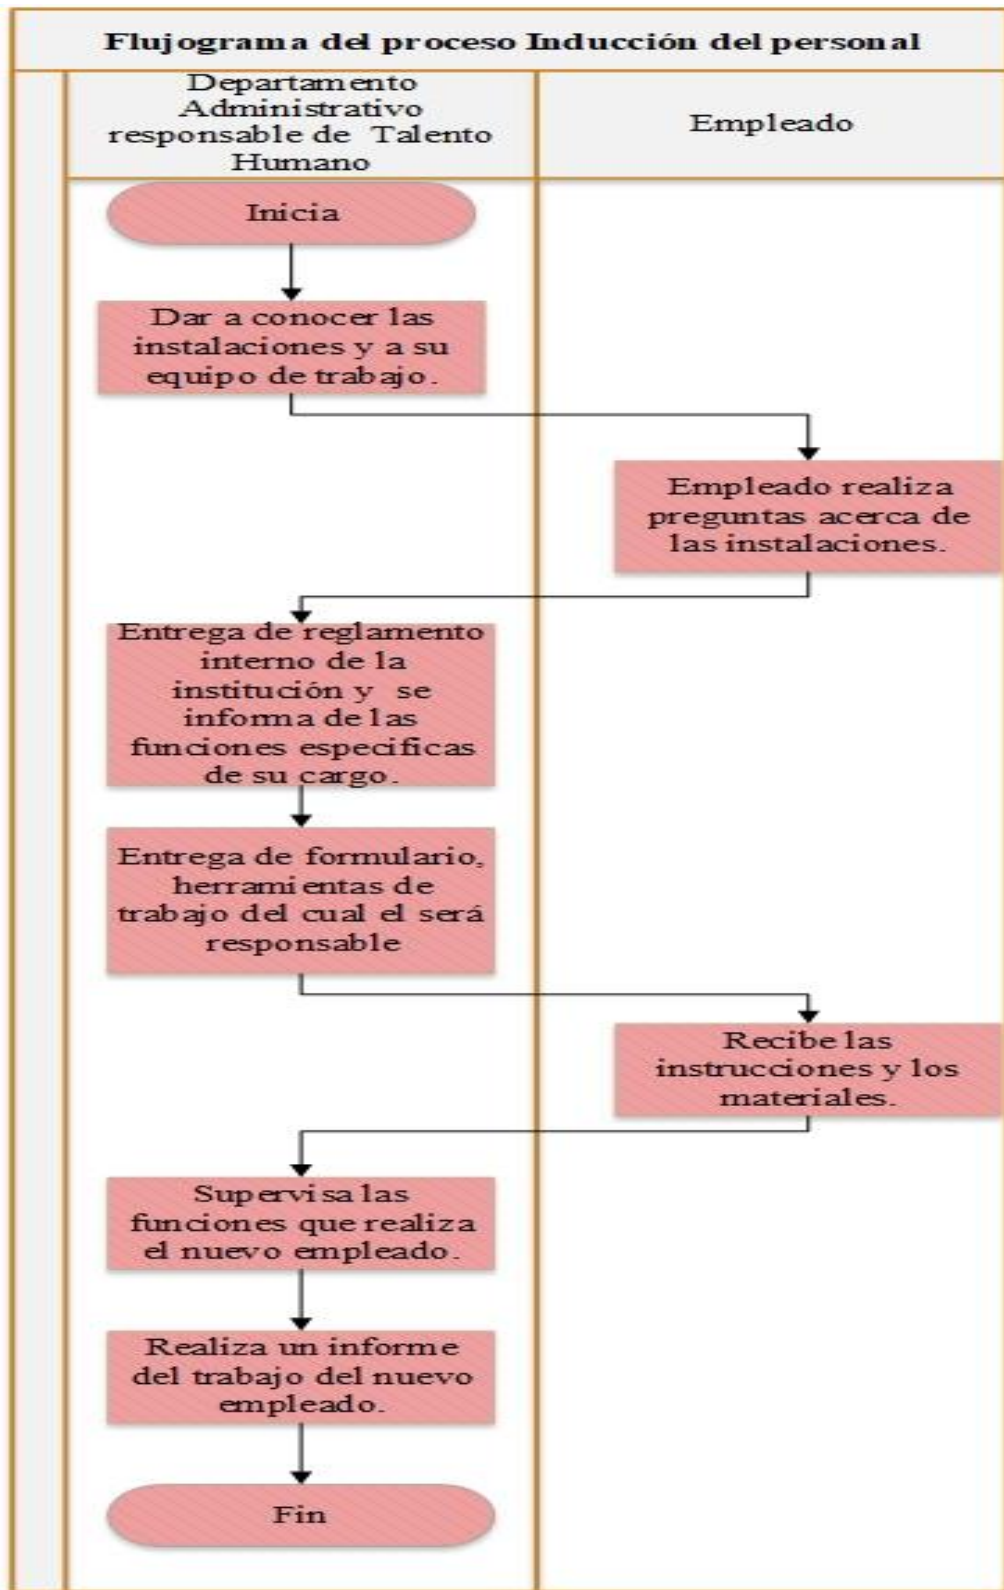 Flujograma del proceso Inducción del personal
Departamento
Administrativo
responsable de Talento
Humano
Empleado
Inicia
Dar a conocer las
instalaciones y a su
equipo de trabajo.
Empleado realiza
preguntas acerca de
las instalaciones.
Entrega de reglamento
interno de la
institución y se
informa de las
funciones especificas
de su cargo.
Entrega de formulario,
herramientas de
trabajo del cual el será
responsable
Recibe las
instrucciones y los
materiales.
Supervisa las
funciones que realiza
el nuevo empleado.
Realiza un informe
del trabajo del nuevo
empleado.
Fin